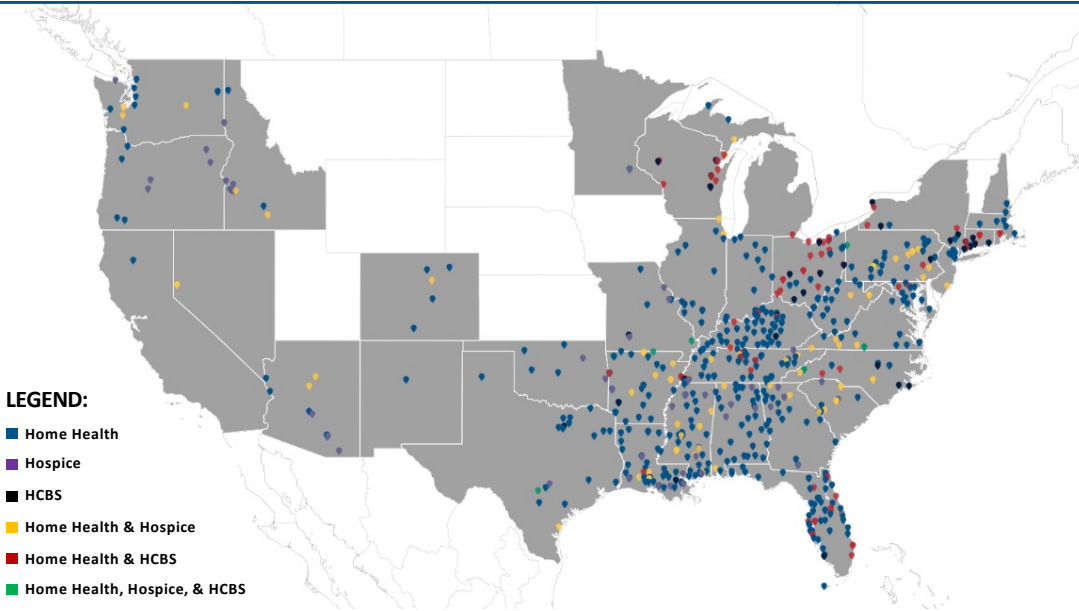 LEGEND:
Home Health
Hospice
HCBS
Home Health & Hospice
Home Health & HCBS
Home Health, Hospice, & HCBS